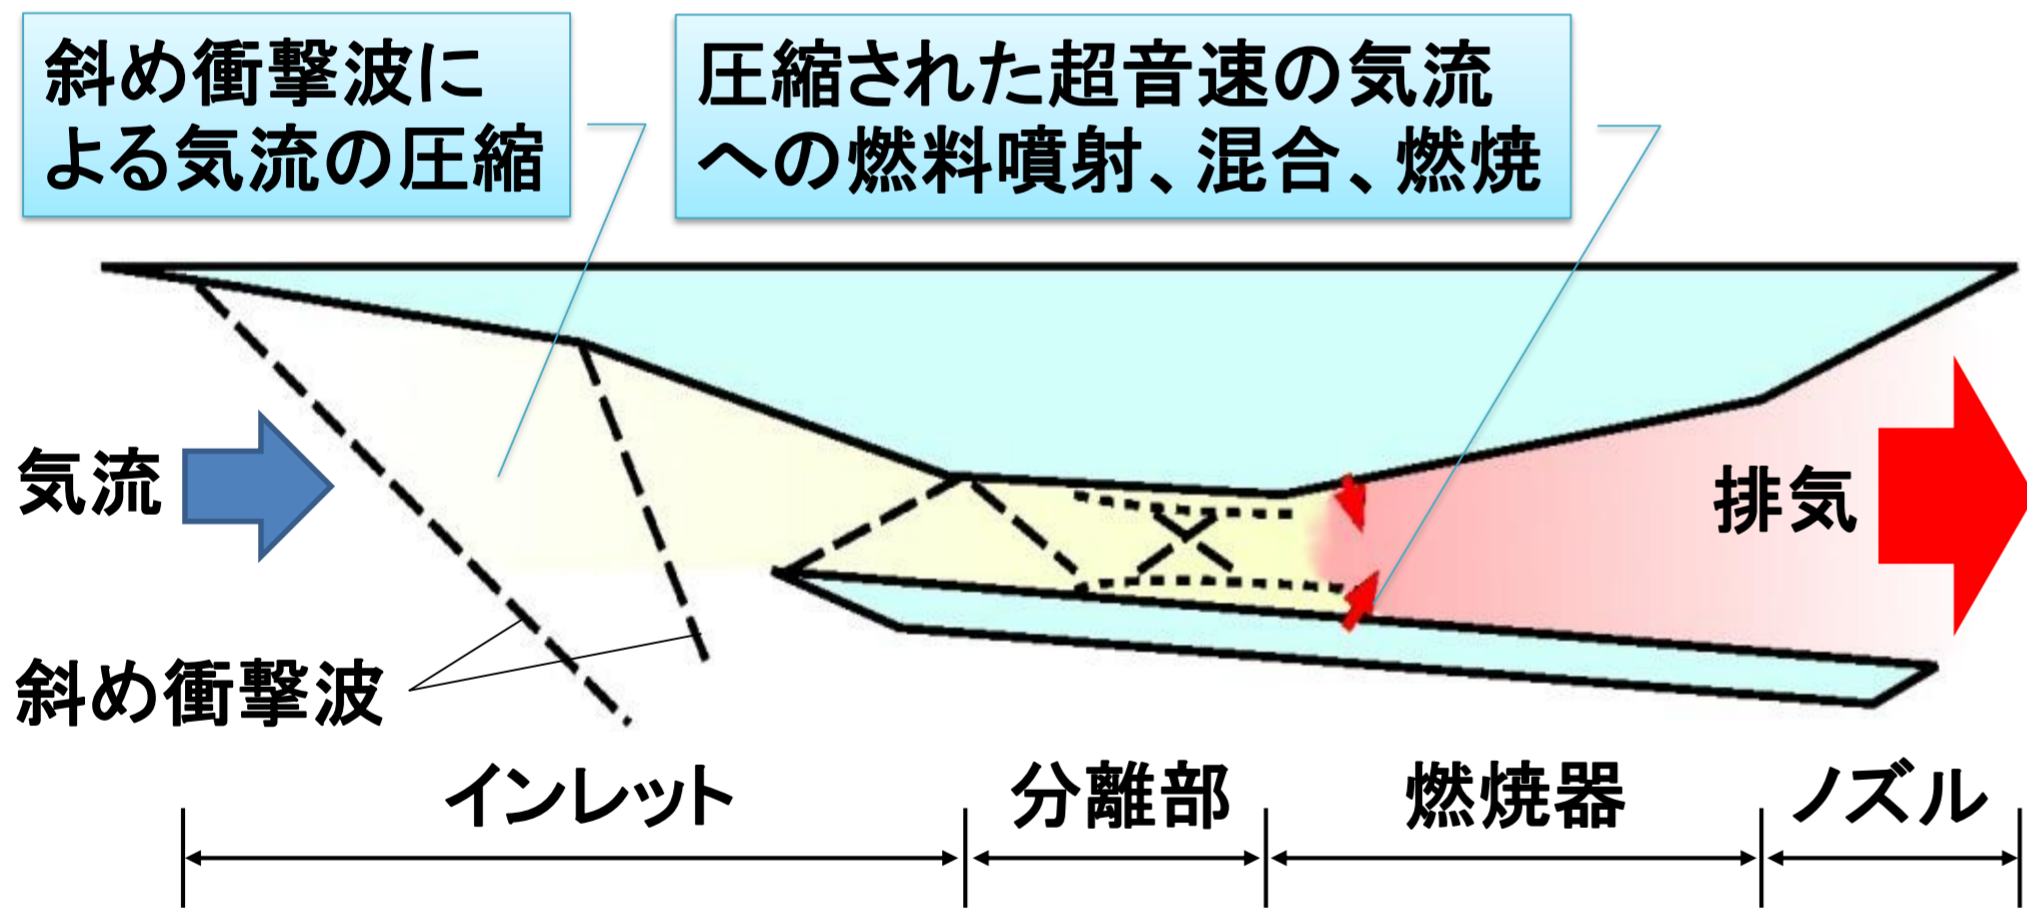 斜め衝撃波に
よる気流の圧縮
圧縮された超音速の気流
への燃料噴射、混合、燃焼
気流
排気
斜め衝撃波
インレット
分離部
燃焼器
ノズル